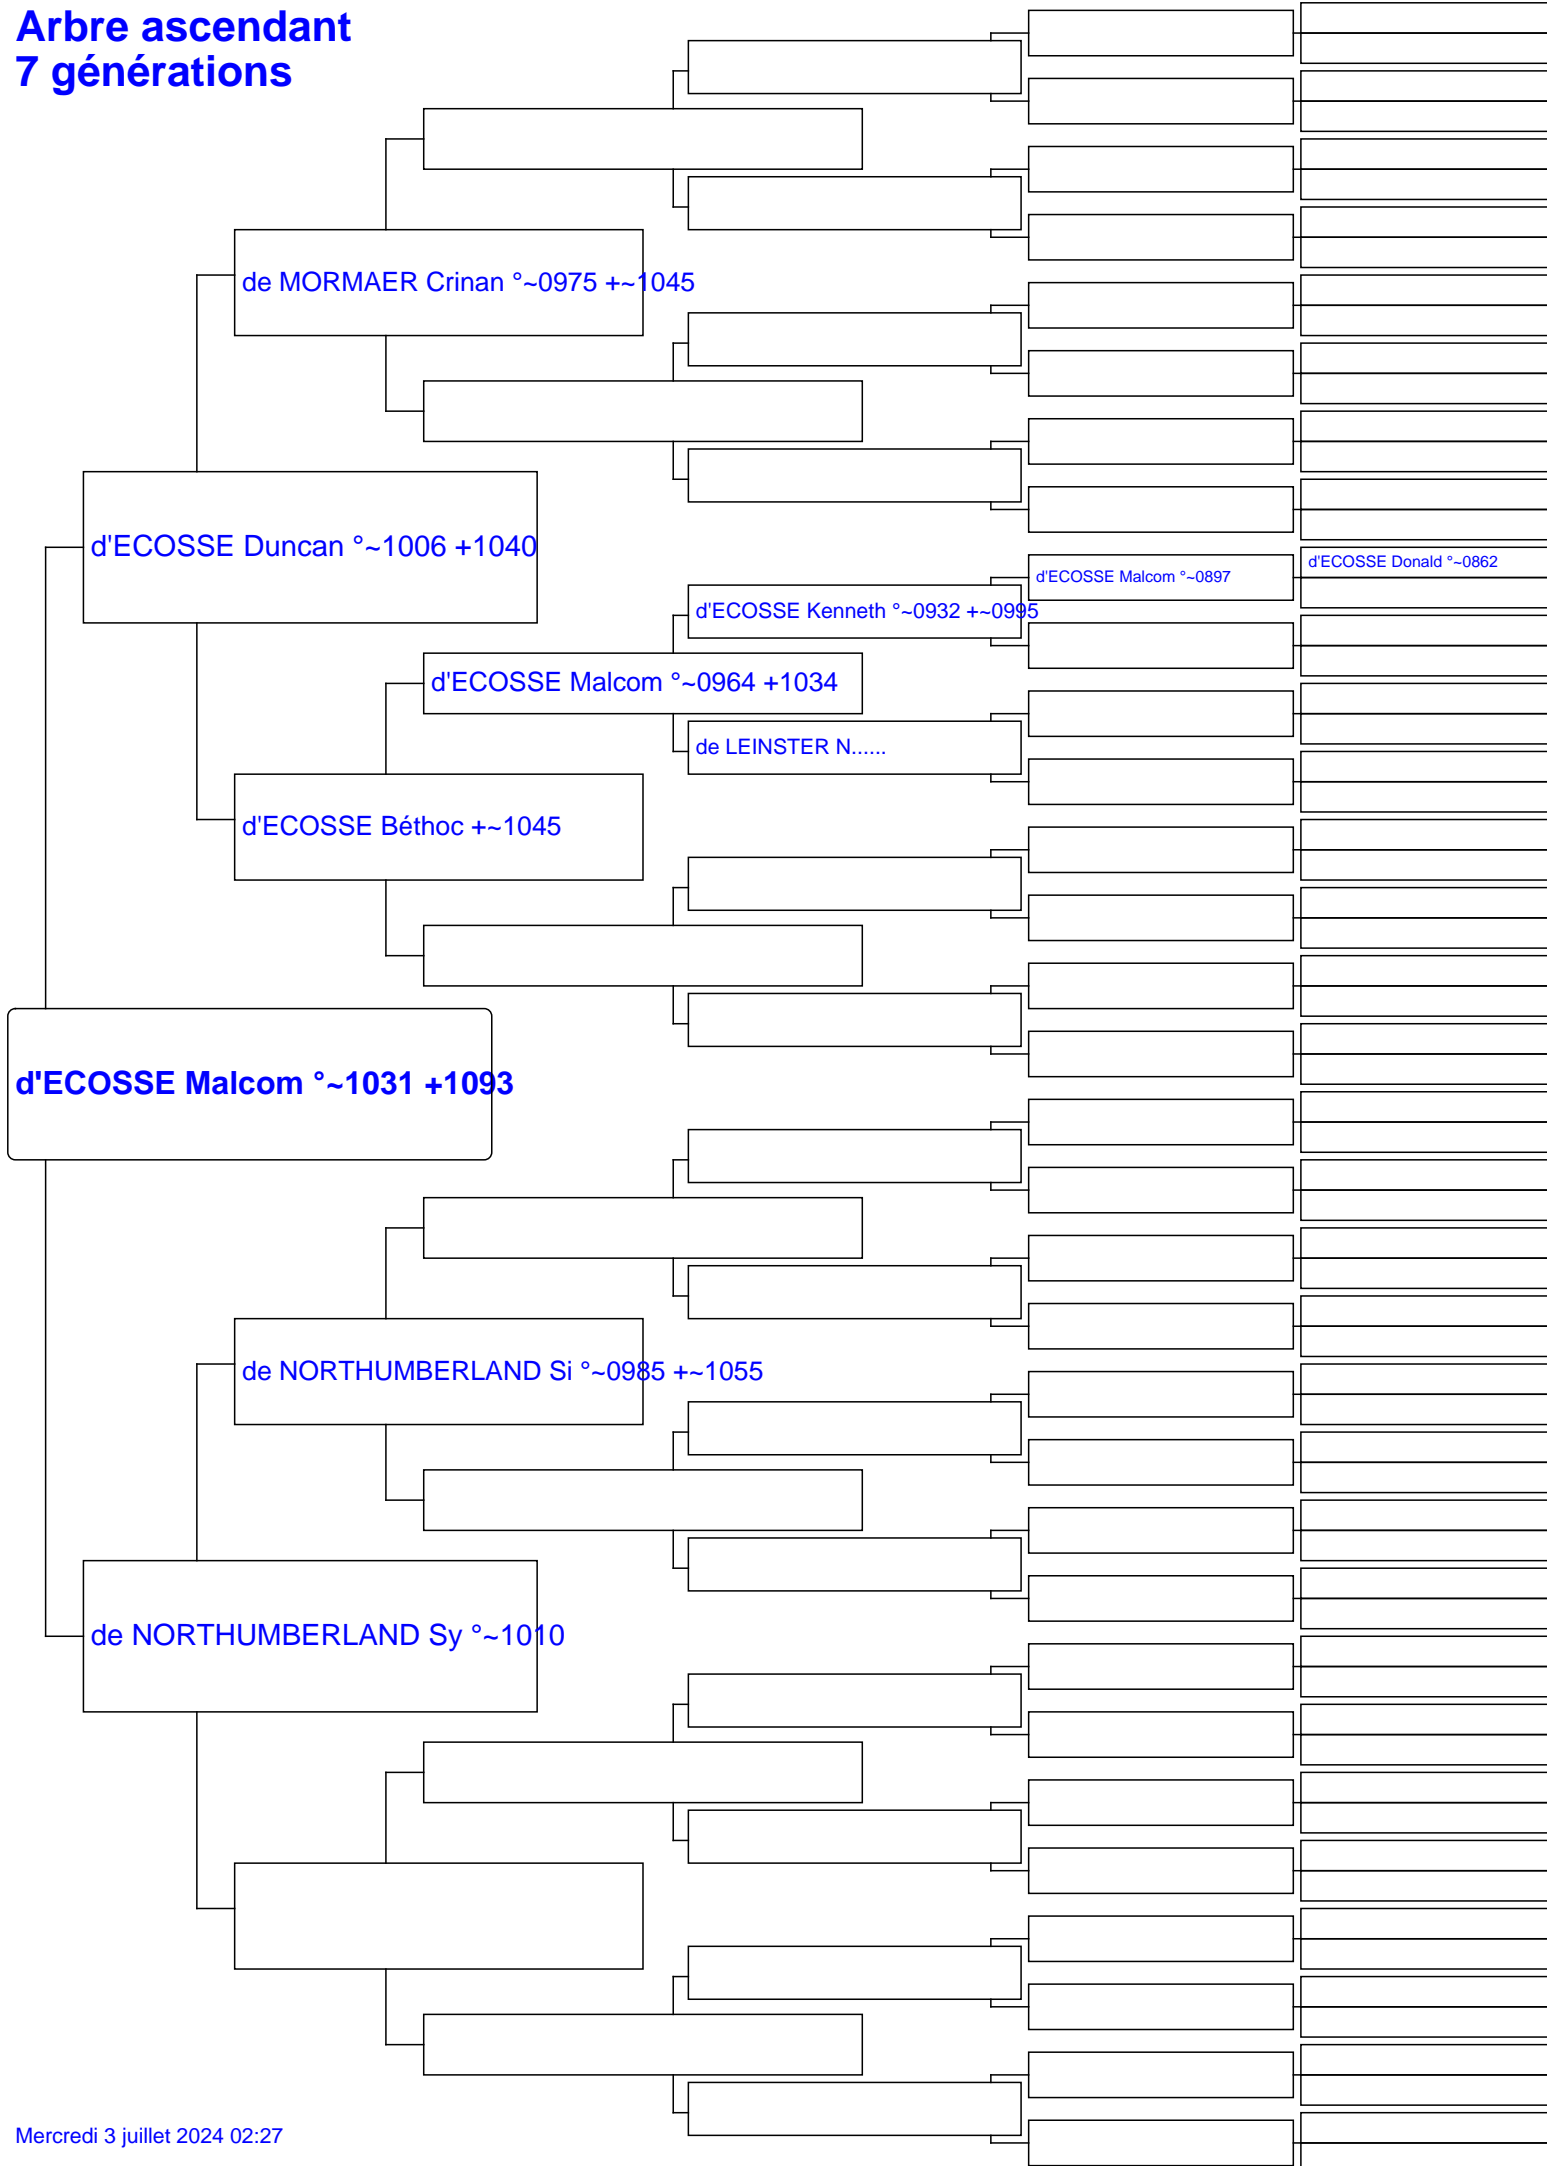 Arbre ascendant
7 générations
de MORMAER Crinan °~0975 +~1045
d'ECOSSE Duncan °~1006 +1040
d'ECOSSE Donald °~0862
d'ECOSSE Malcom °~0897
d'ECOSSE Kenneth °~0932 +~0995
d'ECOSSE Malcom °~0964 +1034
de LEINSTER N......
d'ECOSSE Béthoc +~1045
d'ECOSSE Malcom °~1031 +1093
de NORTHUMBERLAND Si °~0985 +~1055
de NORTHUMBERLAND Sy °~1010
Mercredi 3 juillet 2024 02:27